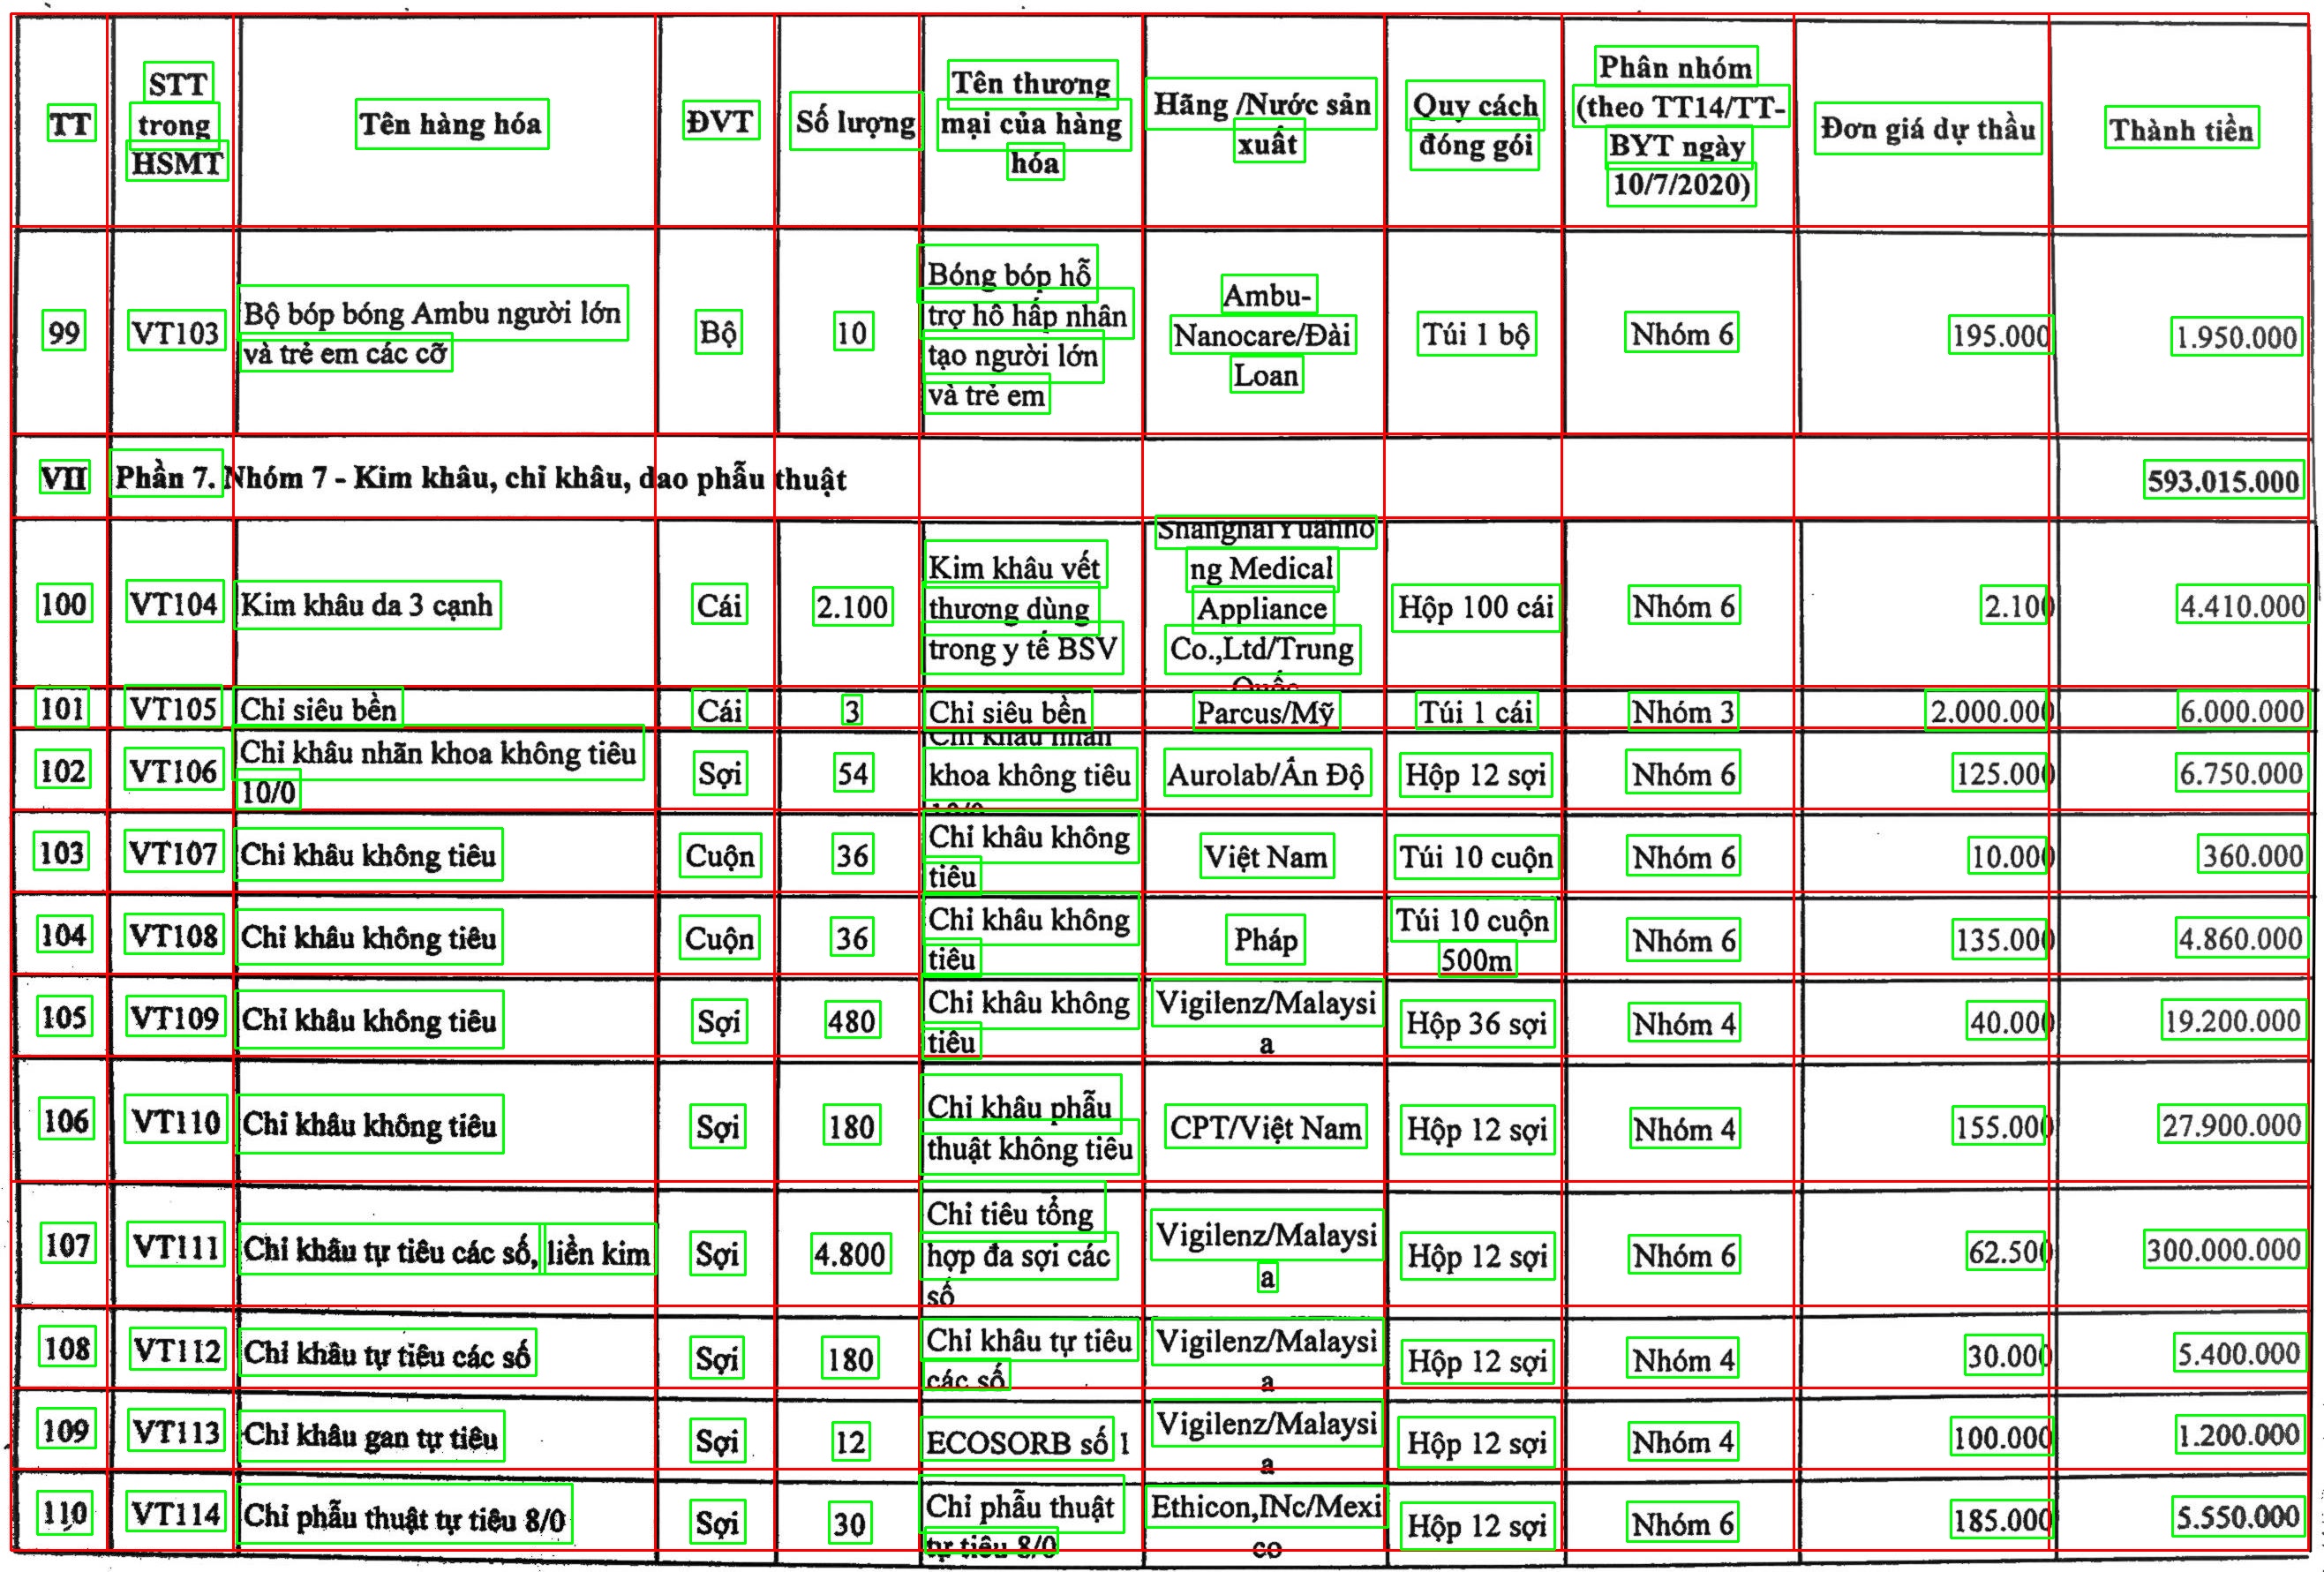 TT
STT
trong
HSMT
Tên hàng hóa
ĐVT
Số lượng
Tên thương
mại của hàng
hóa
Hãng /Nước sản
xuất
Quy cách
đóng gói
Phân nhóm
(theo TT14/TT-
BYT ngày
10/7/2020)
Đơn giá dự thầu
Thành tiền
99
VT103
Bộ bóp bóng Ambu người lớn
và trẻ em các cỡ
Bộ
10
Bóng bóp hỗ
trợ hô hấp nhân
tạo người lớn
và trẻ em
Ambu-
Nanocare/Đài
Loan
Túi 1 bộ
Nhóm 6
195.000
1.950.000
VII
Phần 7. Nhóm 7 - Kim khâu, chỉ khâu, dao phẫu thuật
593.015.000
100
VT104
Kim khâu da 3 cạnh
Cái
2.100
Kim khâu vết
thương dùng
trong y tế BSV
ShanghaiYuanho
ng Medical
Appliance
Co.,Ltd/Trung
Quốc
Hộp 100 cái
Nhóm 6
2.100
4.410.000
101
VT105
Chỉ siêu bền
Cái
3
Chỉ siêu bền
Parcus/Mỹ
Túi 1 cái
Nhóm 3
2.000.000
6.000.000
102
VT106
Chỉ khâu nhãn khoa không tiêu
10/0
Sợi
54
Chỉ khâu nhãn
khoa không tiêu
10/0
Aurolab/Ấn Độ
Hộp 12 sợi
Nhóm 6
125.000
6.750.000
103
VT107
Chỉ khâu không tiêu
Cuộn
36
Chỉ khâu không
tiêu
Việt Nam
Túi 10 cuộn
Nhóm 6
10.000
360.000
104
VT108
Chỉ khâu không tiêu
Cuộn
36
Chỉ khâu không
tiêu
Pháp
Túi 10 cuộn
500m
Nhóm 6
135.000
4.860.000
105
VT109
Chỉ khâu không tiêu
Sợi
480
Chỉ khâu không
tiêu
Vigilenz/Malaysi
a
Hộp 36 sợi
Nhóm 4
40.000
19.200.000
106
VT110
Chỉ khâu không tiêu
Sợi
180
Chỉ khâu phẫu
thuật không tiêu
CPT/Việt Nam
Hộp 12 sợi
Nhóm 4
155.000
27.900.000
107
VT111
Chỉ khâu tự tiêu các số, liền kim
Sợi
4.800
Chỉ tiêu tổng
hợp đa sợi các
số
Vigilenz/Malaysi
a
Hộp 12 sợi
Nhóm 6
62.500
300.000.000
108
VT112
Chỉ khâu tự tiêu các số
Sợi
180
Chỉ khâu tự tiêu
các số
Vigilenz/Malaysi
a
Hộp 12 sợi
Nhóm 4
30.000
5.400.000
109
VT113
Chỉ khâu gan tự tiêu
Sợi
12
ECOSORB số 1
Vigilenz/Malaysi
a
Hộp 12 sợi
Nhóm 4
100.000
1.200.000
110
VT114
Chỉ phẫu thuật tự tiêu 8/0
Sợi
30
Chỉ phẫu thuật
tự tiêu 8/0
Ethicon,INc/Mexi
co
Hộp 12 sợi
Nhóm 6
185.000
5.550.000